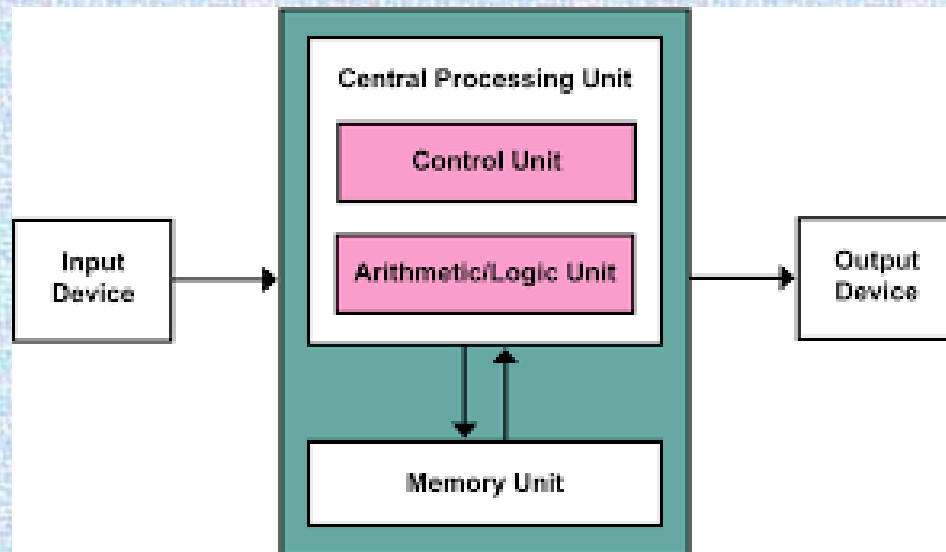 Central Processing Unit
Control Unit
Arithmetic/Logic Unit
Input
Device
Output
Device
Memory Unit